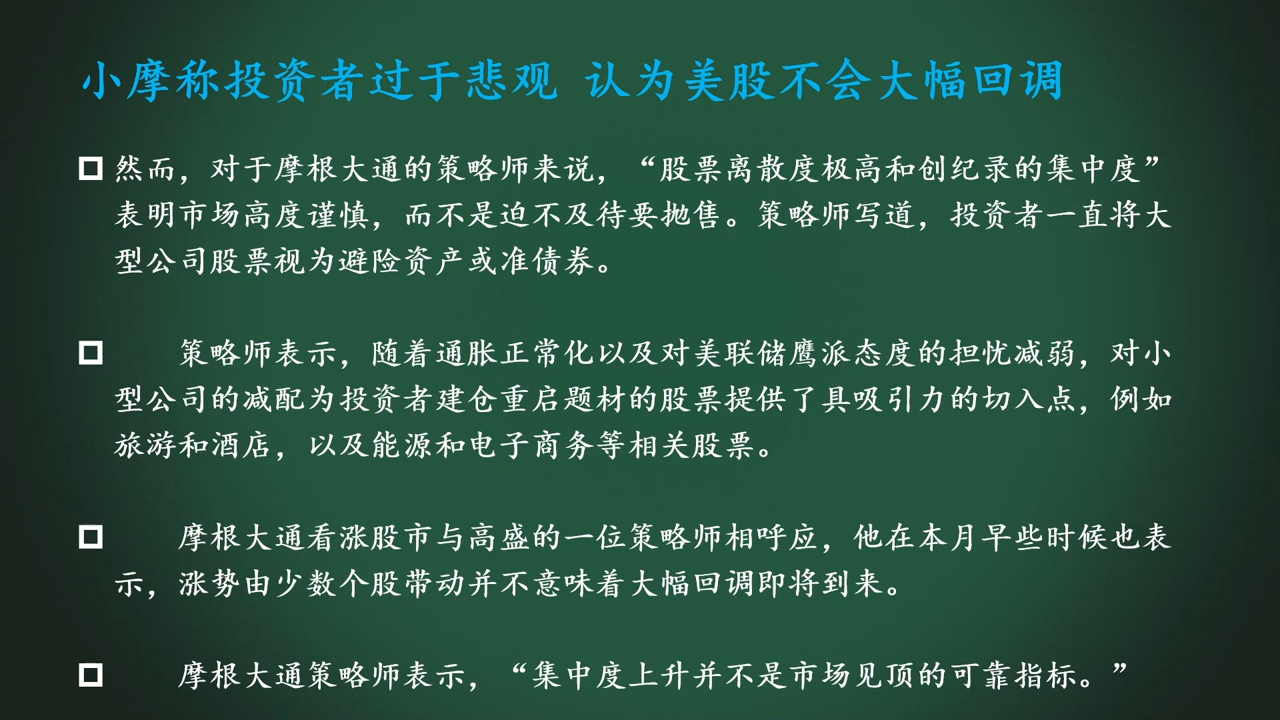 小摩称投资者过于悲观 认为美股不会大幅回调
然而，对于摩根大通的策略师来说，“股票离散度极高和创纪录的集中度”
表明市场高度谨慎，而不是迫不及待要抛售。策略师写道，投资者一直将大
型公司股票视为避险资产或准债券。
策略师表示，随着通胀正常化以及对美联储鹰派态度的担忧减弱，对小
型公司的减配为投资者建仓重启题材的股票提供了具吸引力的切入点，例如
旅游和酒店，以及能源和电子商务等相关股票。
摩根大通看涨股市与高盛的一位策略师相呼应，他在本月早些时候也表
示，涨势由少数个股带动并不意味着大幅回调即将到来。
摩根大通策略师表示，“集中度上升并不是市场见顶的可靠指标。”